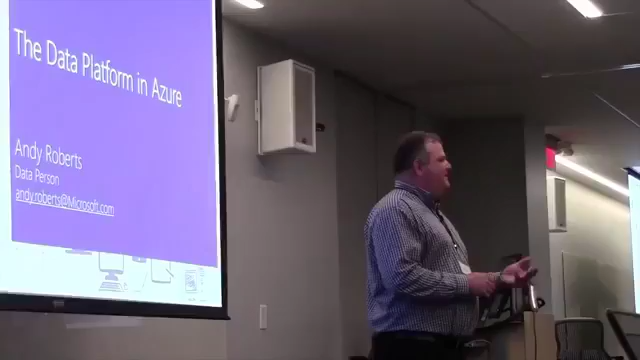 The Data Platform in Azure
Andy Roberts
Data Person
andy.roberts@Microsoft.com